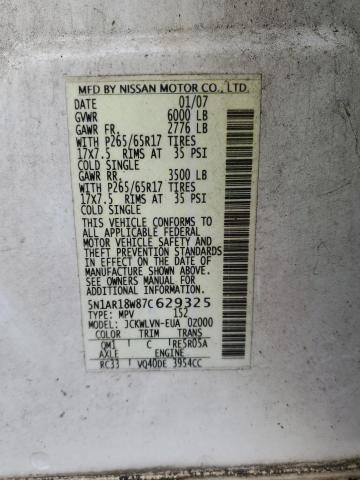 MFD BY NISSAN MOTOR CO., LTD.
DATE 01/07
GVWR 6000 LB
GAWR FR. 2776 LB
WITH P265/65R17 TIRES
17X7.5 RIMS AT 35 PSI
COLD SINGLE
GAWR RR. 3500 LB
WITH P265/65R17 TIRES
17X7.5 RIMS AT 35 PSI
COLD SINGLE
THIS VEHICLE CONFORMS TO
ALL APPLICABLE FEDERAL
MOTOR VEHICLE SAFETY AND
THEFT PREVENTION
STANDARDS IN EFFECT ON
THE DATE OF MANUFACTURE
SHOWN ABOVE.
SEE OWNERS MANUAL FOR
ADDITIONAL INFORMATION
5N1AR18W87C629325
TYPE: MPV 152
MODEL: JCKWLVN-EUA 0Z000
COLOR TRIM TRANS
QM1 C RE5R05A
AXLE ENGINE
RC33 VQ40DE 3954CC